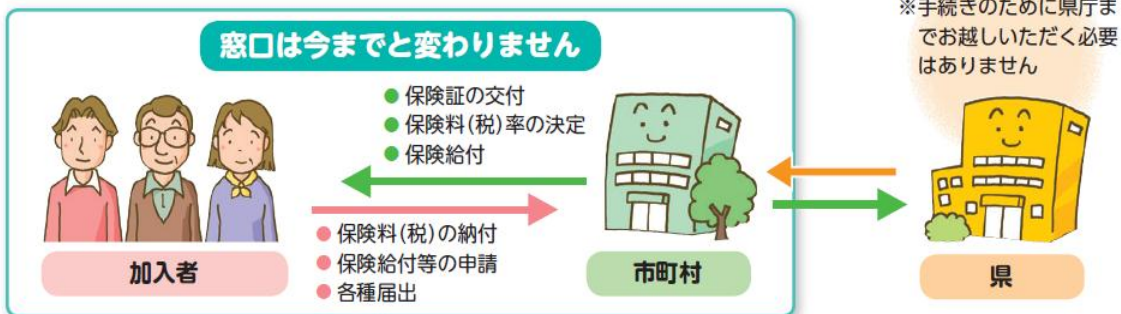 ※手続きのために県庁ま
でお越しいただく必要
はありません
窓口は今までと変わりません
●保険証の交付
●保険料(税)率の決定
●保険給付
●保険料(税)の納付
●保険給付等の申請
●各種届出
加入者
市町村
県